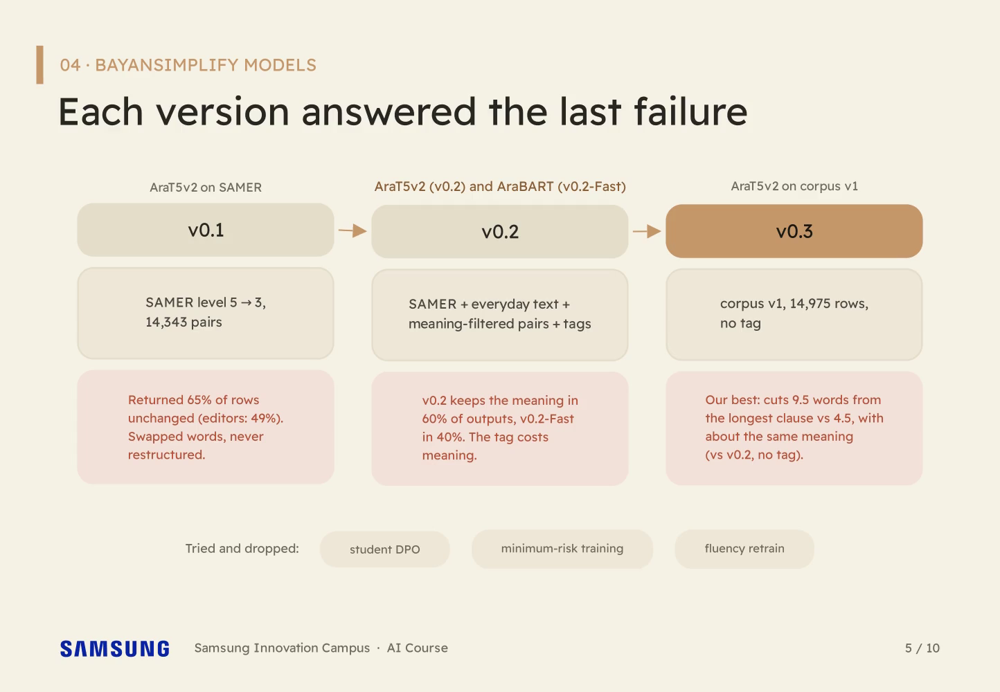 04 · BAYANSIMPLIFY MODELS
Each version answered the last failure
AraT5v2 on SAMER
v0.1
SAMER level 5 → 3,
14,343 pairs
Returned 65% of rows
unchanged (editors: 49%).
Swapped words, never
restructured.
AraT5v2 (v0.2) and AraBART (v0.2-Fast)
v0.2
SAMER + everyday text +
meaning-filtered pairs + tags
v0.2 keeps the meaning in
60% of outputs, v0.2-Fast
in 40%. The tag costs
meaning.
AraT5v2 on corpus v1
v0.3
corpus v1, 14,975 rows,
no tag
Our best: cuts 9.5 words from
the longest clause vs 4.5, with
about the same meaning
(vs v0.2, no tag).
Tried and dropped:
student DPO
minimum-risk training
fluency retrain
SAMSUNG
Samsung Innovation Campus · AI Course
5 / 10